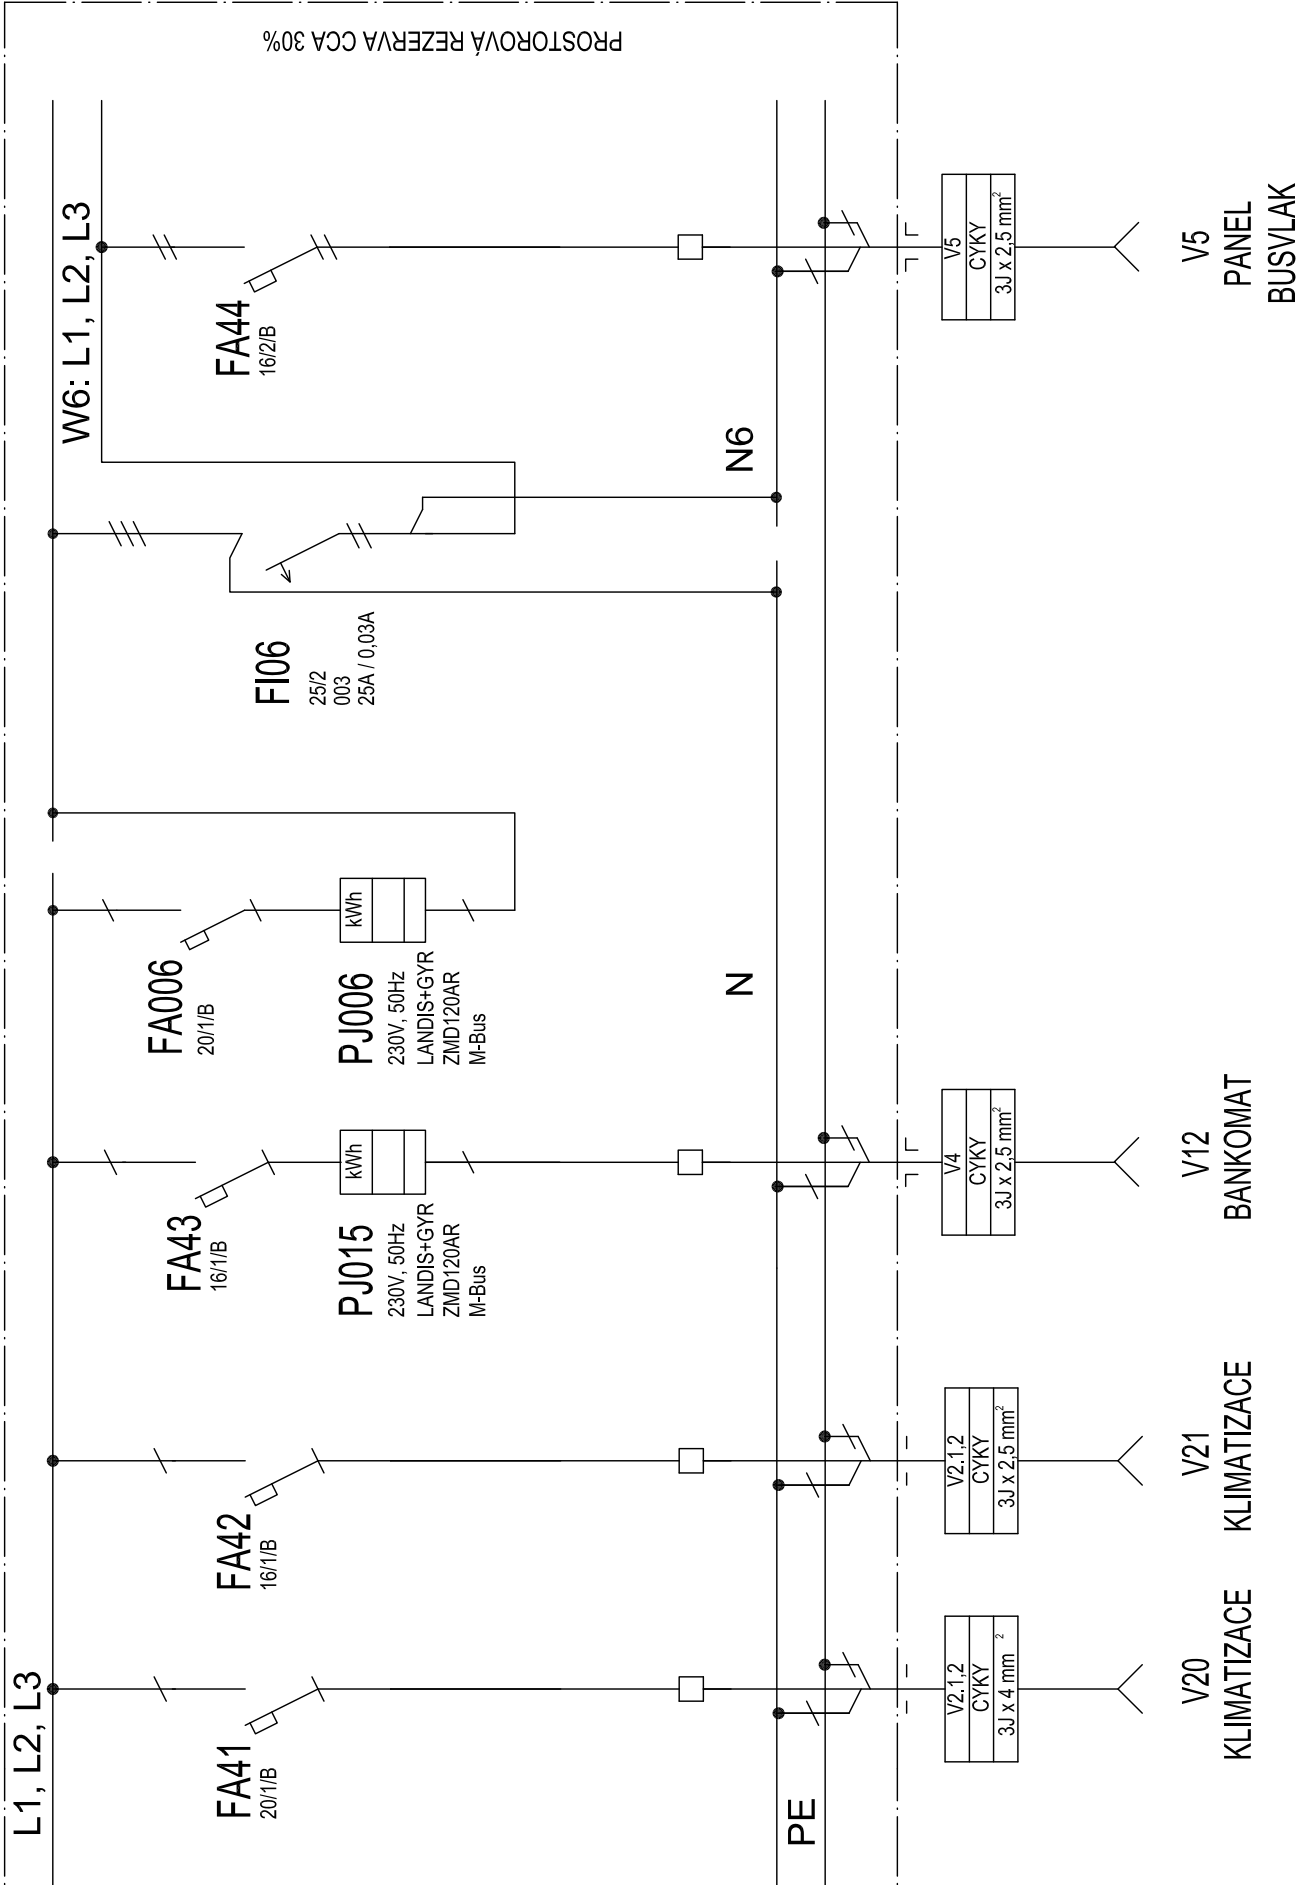 L1, L2, L3
FA41
20/1/B
PE
V2.1,2
CYKY
3J x 4 mm²
V20
KLIMATIZACE
FA42
16/1/B
V2.1,2
CYKY
3J x 2,5 mm²
V21
KLIMATIZACE
FA43
16/1/B
kWh
PJ015
230V, 50Hz
LANDIS+GYR
ZMD120AR
M-Bus
V4
CYKY
3J x 2,5 mm²
V12
BANKOMAT
FA006
20/1/B
kWh
PJ006
230V, 50Hz
LANDIS+GYR
ZMD120AR
M-Bus
N
FI06
25/2
003
25A / 0,03A
N6
W6: L1, L2, L3
FA44
16/2/B
V5
CYKY
3J x 2,5 mm²
V5
PANEL
BUSVLAK
PROSTOROVÁ REZERVA CCA 30%